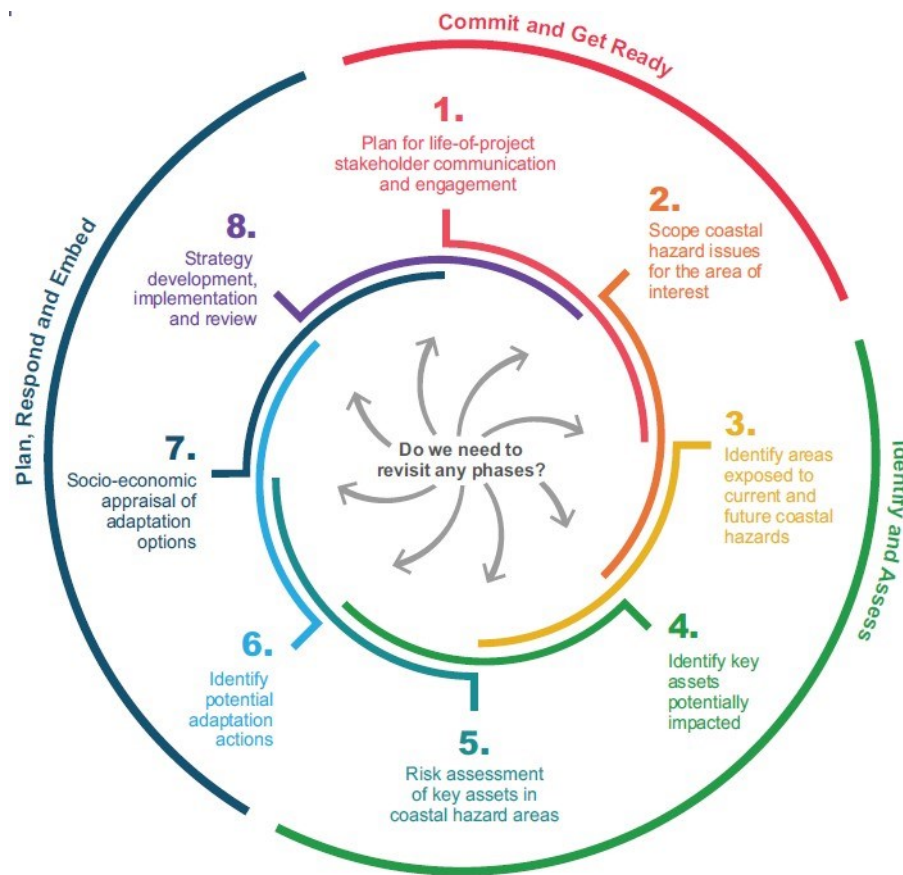 Commit and Get Ready
1.
Plan for life-of-project
stakeholder communication
and engagement
2.
Scope coastal
hazard issues
for the area of
interest
3.
Identify areas
exposed to
current and
future coastal
hazards
Identify and Assess
4.
Identify key
assets
potentially
impacted
5.
Risk assessment
of key assets in
coastal hazard areas
6.
Identify
potential
adaptation
actions
7.
Socio-economic
appraisal of
adaptation
options
Plan, Respond and Embed
8.
Strategy
development,
implementation
and review
Do we need to
revisit any phases?